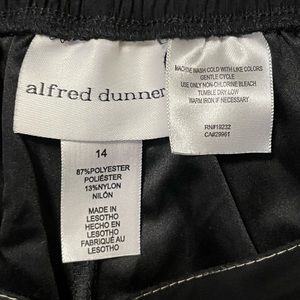 alfred dunner
14
87%POLYESTER
POLIÉSTER
13%NYLON
NILÓN
MADE IN
LESOTHO
HECHO EN
LESOTHO
FABRIQUÉ AU
LESOTHO
MACHINE WASH COLD WITH LIKE COLORS
GENTLE CYCLE
USE ONLY NON-CHLORINE BLEACH
TUMBLE DRY LOW
WARM IRON IF NECESSARY
RN#19232
CA#29961